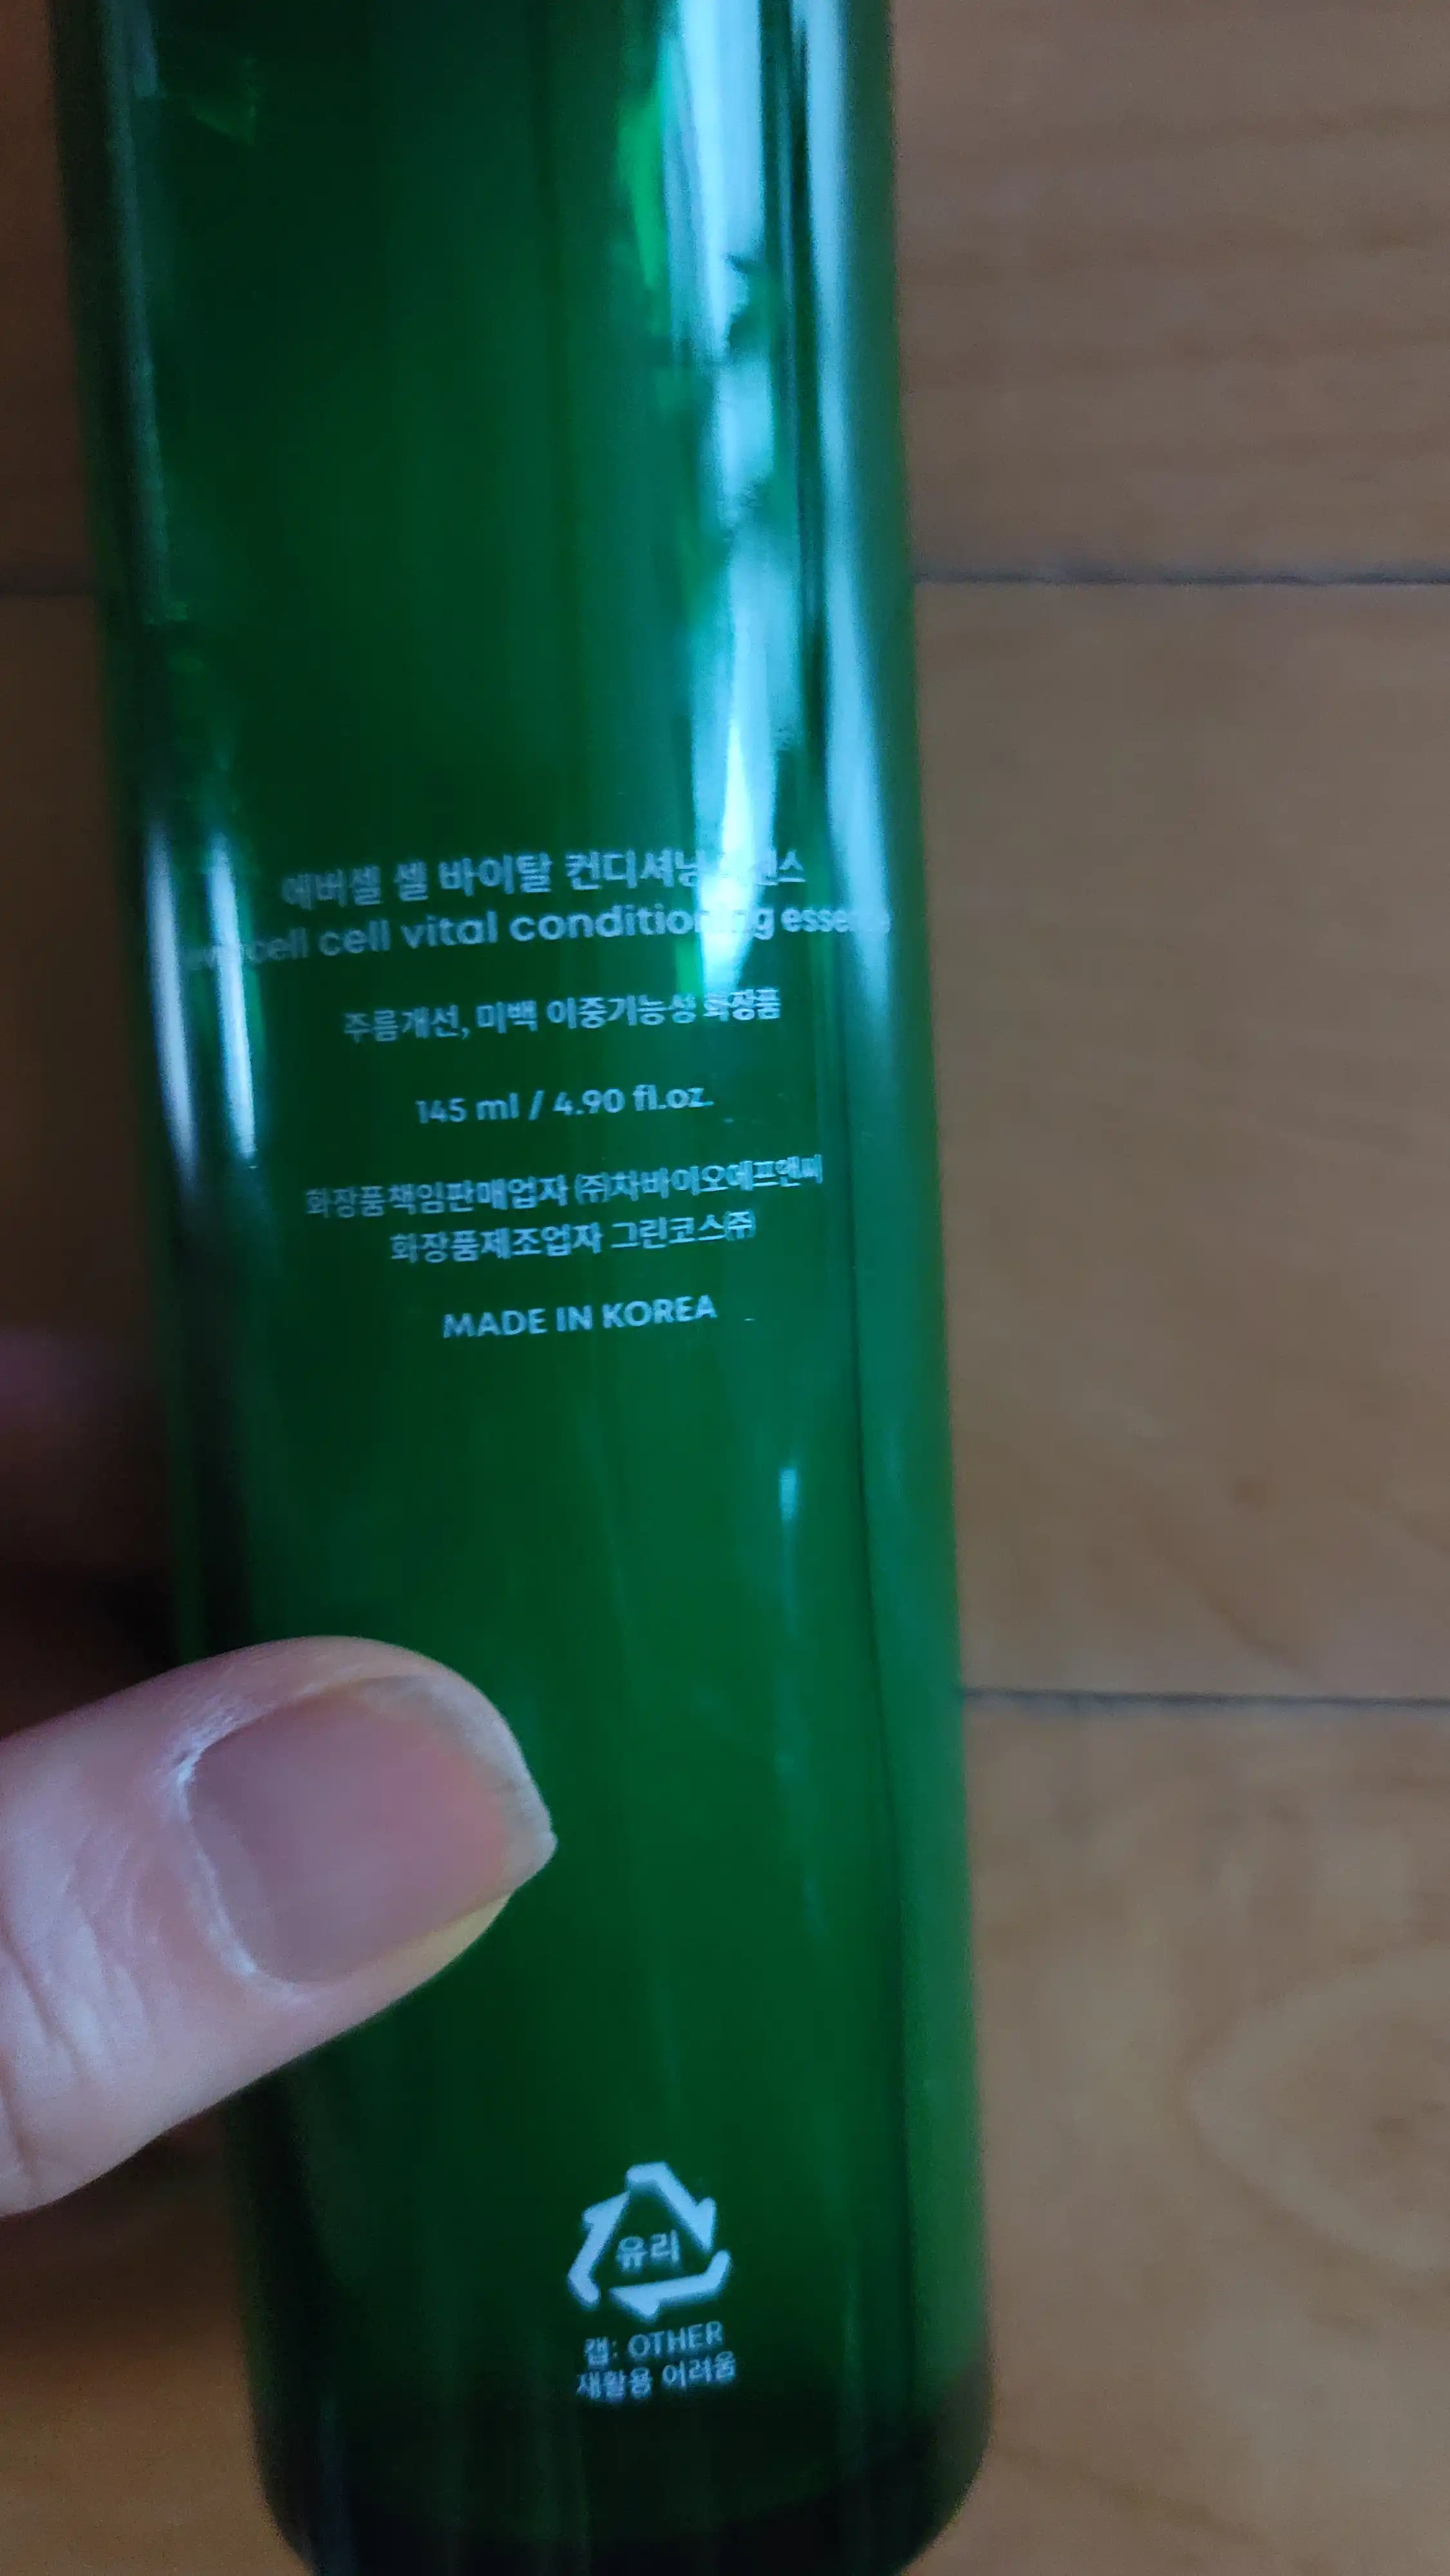 에버셀 셀 바이탈 컨디셔닝
cell vital conditioning essence
주름개선, 미백 이중기능성 화장품
145 ml / 4.90 fl.oz.
화장품책임판매업자 ㈜차바이오에프앤씨
화장품제조업자 그린코스㈜
MADE IN KOREA
유리
캡: OTHER
재활용 어려움